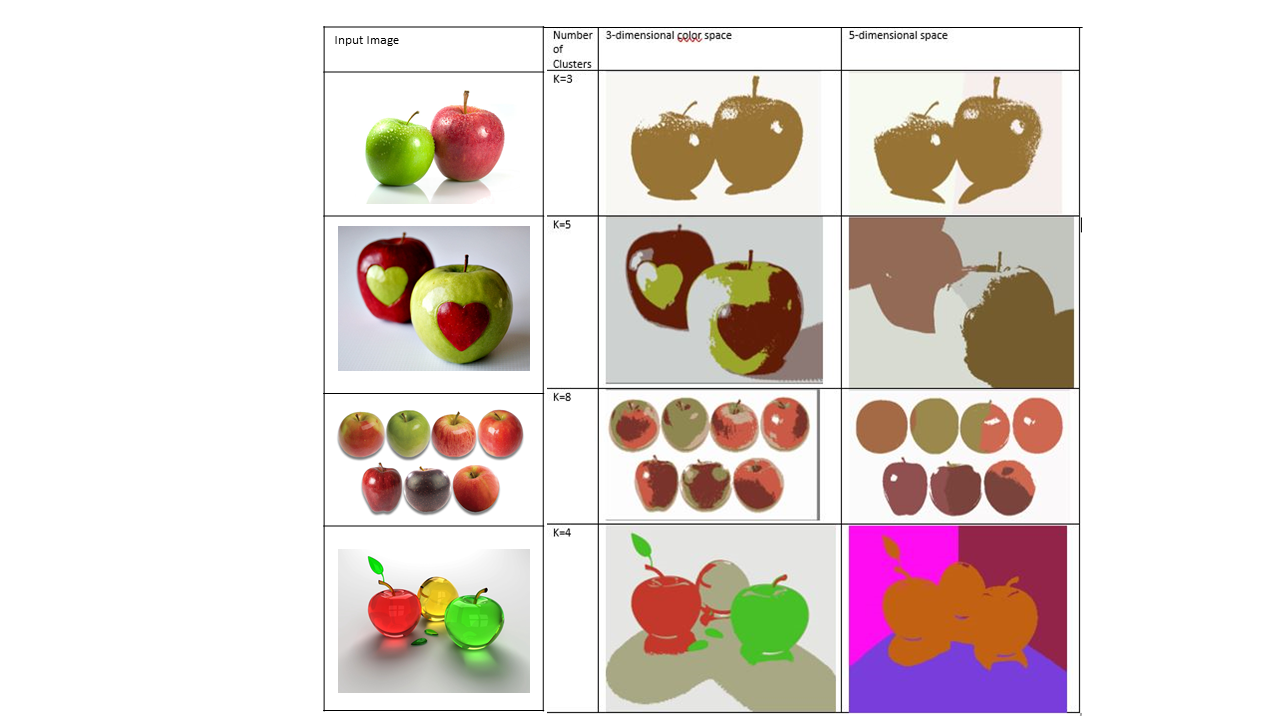 Input Image
Number
of
Clusters
3-dimensional color space
5-dimensional space
K=3
K=5
K=8
K=4